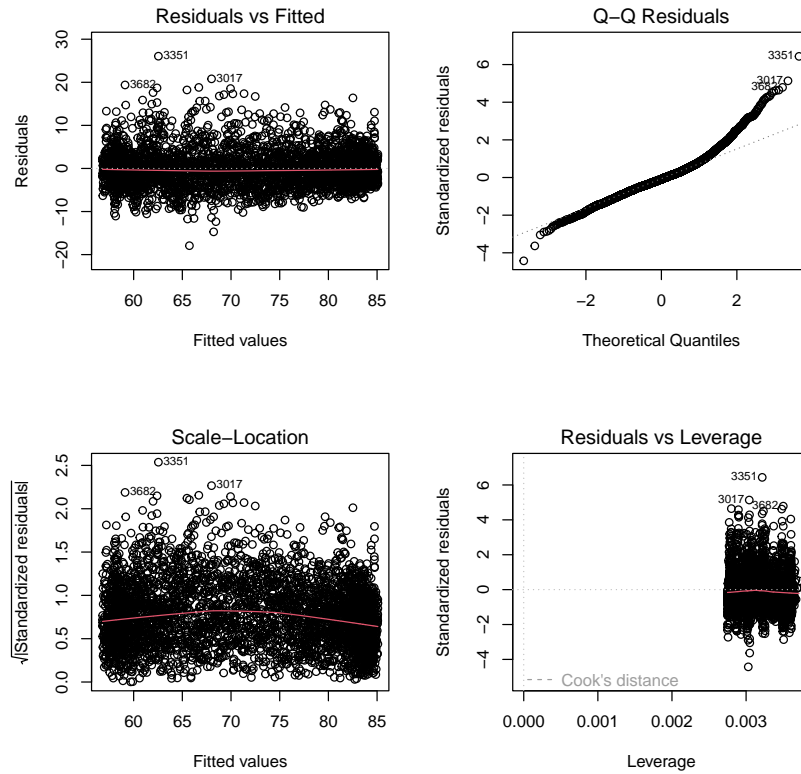 Residuals vs Fitted
30
20
10
0
−10
−20
Residuals
3351
3682
3017
60 65 70 75 80 85
Fitted values
Q−Q Residuals
6
4
2
0
−2
−4
Standardized residuals
3351
3017
3682
−2 0 2
Theoretical Quantiles
Scale−Location
2.5
2.0
1.5
1.0
0.5
0.0
√|Standardized residuals|
3351
3682
3017
60 65 70 75 80 85
Fitted values
Residuals vs Leverage
6
4
2
0
−2
−4
Standardized residuals
3351
3017
3682
Cook's distance
0.000 0.001 0.002 0.003
Leverage